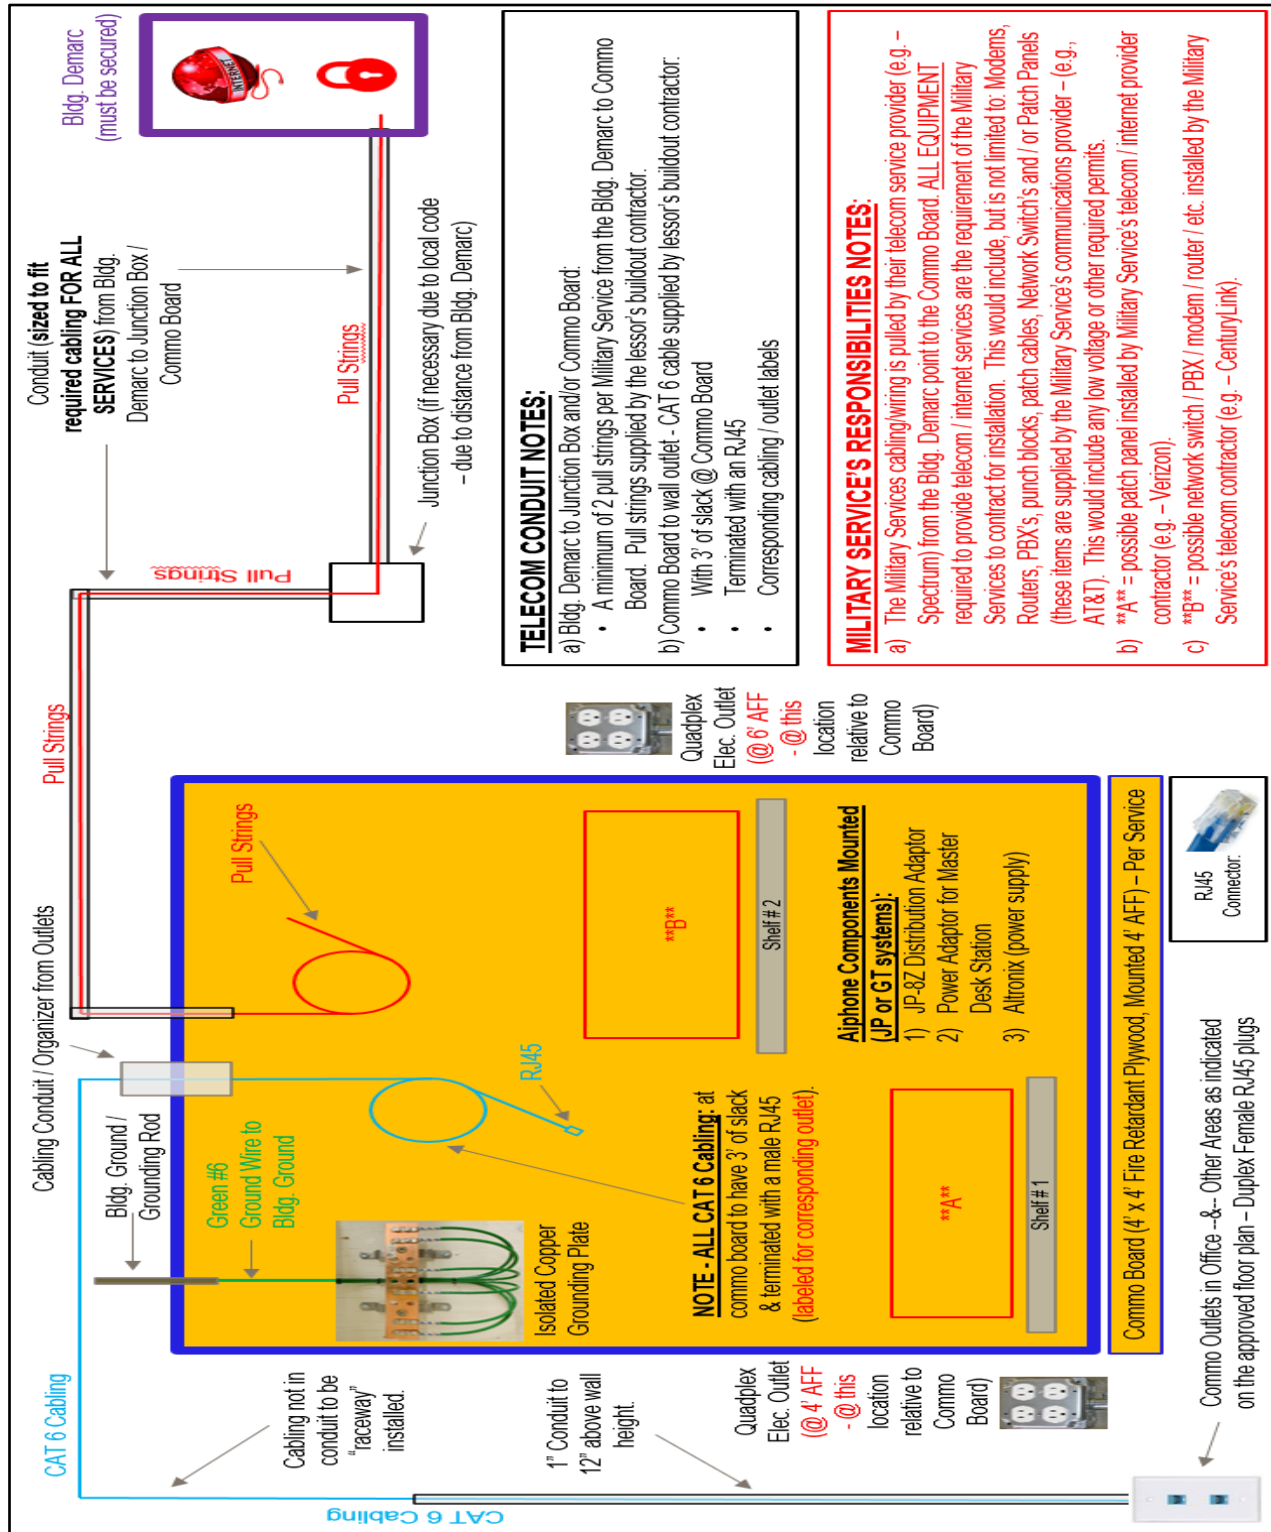 CAT 6 Cabling
CAT 6 Cabling
Cabling not in
conduit to be
“raceway”
installed.
1” Conduit to
12” above wall
height.
Cabling Conduit / Organizer from Outlets
Bldg. Ground /
Grounding Rod
Green #6
Ground Wire to
Bldg. Ground
Isolated Copper
Grounding Plate
Pull Strings
Pull Strings
Pull Strings
Pull Strings
RJ45
NOTE - ALL CAT 6 Cabling: at
commo board to have 3’ of slack
& terminated with a male RJ45
(labeled for corresponding outlet).
**A**
Shelf # 1
**B**
Shelf # 2
Aiphone Components Mounted
(JP or GT systems):
1) JP-8Z Distribution Adaptor
2) Power Adaptor for Master
Desk Station
3) Altronix (power supply)
Quadplex
Elec. Outlet
(@ 4’ AFF
- @ this
location
relative to
Commo
Board)
Quadplex
Elec. Outlet
(@ 6’ AFF
- @ this
location
relative to
Commo
Board)
Commo Board (4’ x 4’ Fire Retardant Plywood, Mounted 4’ AFF) – Per Service
Commo Outlets in Office --&-- Other Areas as indicated
on the approved floor plan – Duplex Female RJ45 plugs
RJ45
Connector:
Conduit (sized to fit
required cabling FOR ALL
SERVICES) from Bldg.
Demarc to Junction Box /
Commo Board
Bldg. Demarc
(must be secured)
INTERNET
Junction Box (if necessary due to local code
– due to distance from Bldg. Demarc)
TELECOM CONDUIT NOTES:
a) Bldg. Demarc to Junction Box and/or Commo Board:
• A minimum of 2 pull strings per Military Service from the Bldg. Demarc to Commo
Board. Pull strings supplied by the lessor’s buildout contractor.
b) Commo Board to wall outlet - CAT 6 cable supplied by lessor’s buildout contractor:
• With 3’ of slack @ Commo Board
• Terminated with an RJ45
• Corresponding cabling / outlet labels
MILITARY SERVICE’S RESPONSIBILITIES NOTES:
a) The Military Services cabling/wiring is pulled by their telecom service provider (e.g. –
Spectrum) from the Bldg. Demarc point to the Commo Board. ALL EQUIPMENT
required to provide telecom / internet services are the requirement of the Military
Services to contract for installation. This would include, but is not limited to: Modems,
Routers, PBX’s, punch blocks, patch cables, Network Switch’s and / or Patch Panels
(these items are supplied by the Military Service’s communications provider – (e.g.,
AT&T). This would include any low voltage or other required permits.
b) **A** = possible patch panel installed by Military Service’s telecom / internet provider
contractor (e.g. – Verizon).
c) **B** = possible network switch / PBX / modem / router / etc. installed by the Military
Service’s telecom contractor (e.g. – CenturyLink).